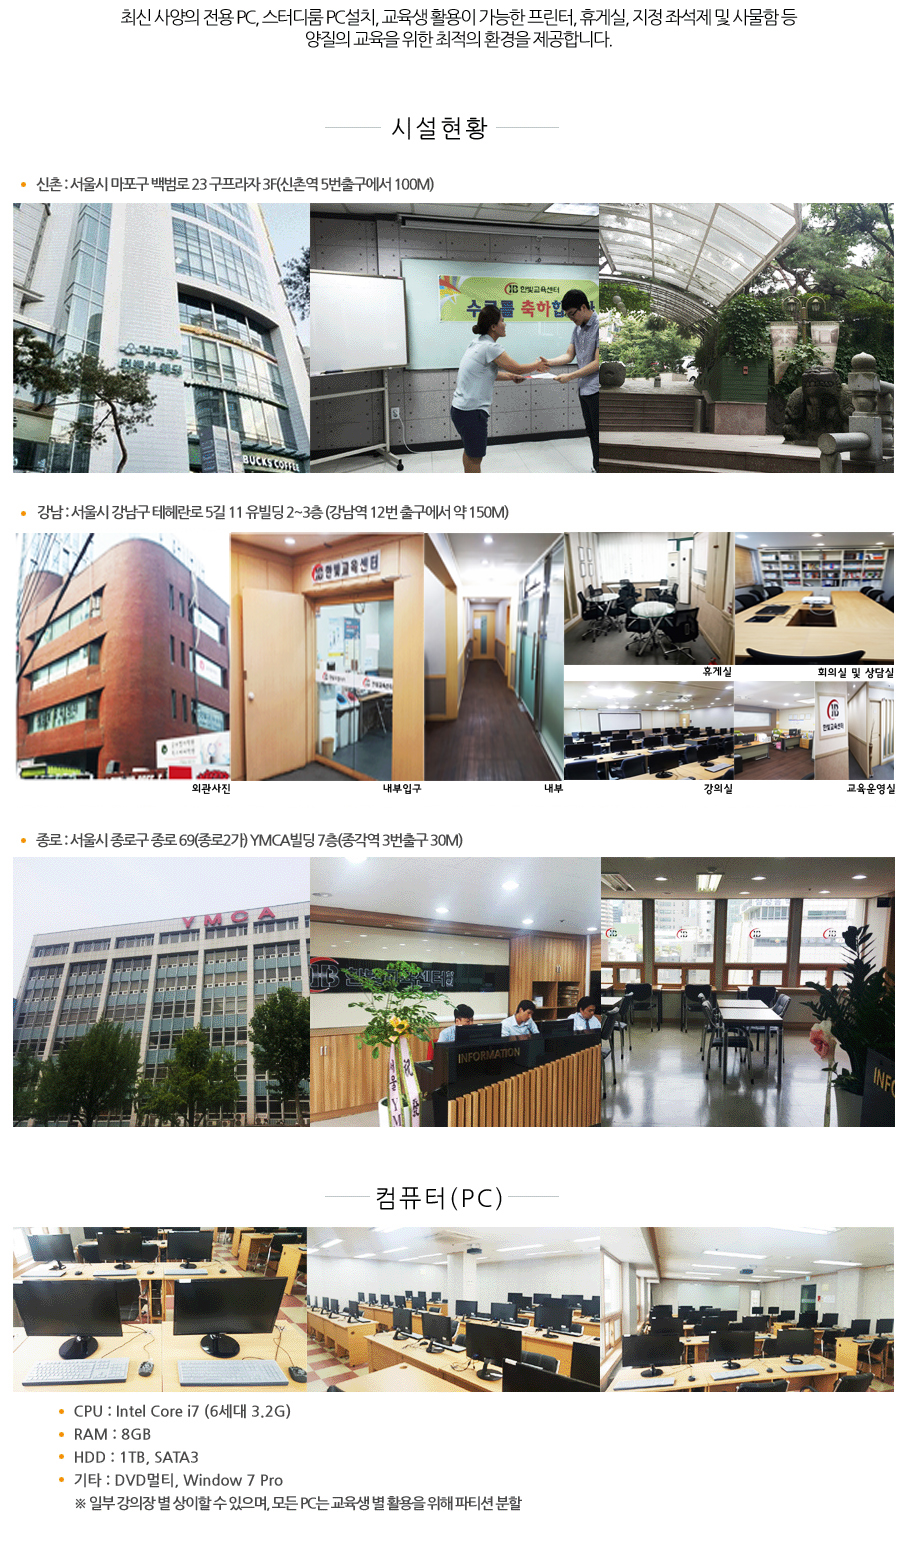 최신 사양의 전용 PC, 스터디룸 PC설치, 교육생 활용이 가능한 프린터, 휴게실, 지정 좌석제 및 사물함 등
양질의 교육을 위한 최적의 환경을 제공합니다.
시설현황
신촌 : 서울시 마포구 백범로 23 구프라자 3F(신촌역 5번출구에서 100M)
BUCKS COFFEE
한빛교육센터
수료를 축하합
강남 : 서울시 강남구 테헤란로 5길 11 유빌딩 2~3층 (강남역 12번 출구에서 약 150M)
한빛교육센터
한빛교육센터
휴게실
회의실 및 상담실
외관사진
내부입구
내부
강의실
교육운영실
종로 : 서울시 종로구 종로 69(종로2가) YMCA빌딩 7층(종각역 3번출구 30M)
YMCA
INFORMATION
컴퓨터(PC)
CPU : Intel Core i7 (6세대 3.2G)
RAM : 8GB
HDD : 1TB, SATA3
기타 : DVD멀티, Window 7 Pro
※ 일부 강의장 별 상이할 수 있으며, 모든 PC는 교육생 별 활용을 위해 파티션 분할